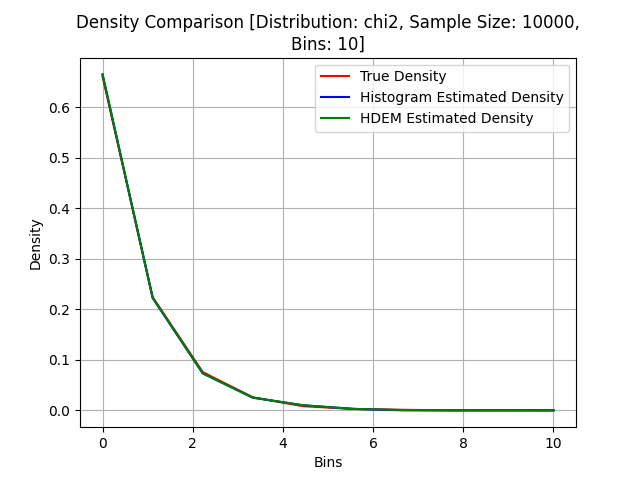 Density Comparison [Distribution: chi2, Sample Size: 10000,
Bins: 10]
True Density
Histogram Estimated Density
HDEM Estimated Density
Density
0.6
0.5
0.4
0.3
0.2
0.1
0.0
0 2 4 6 8 10
Bins